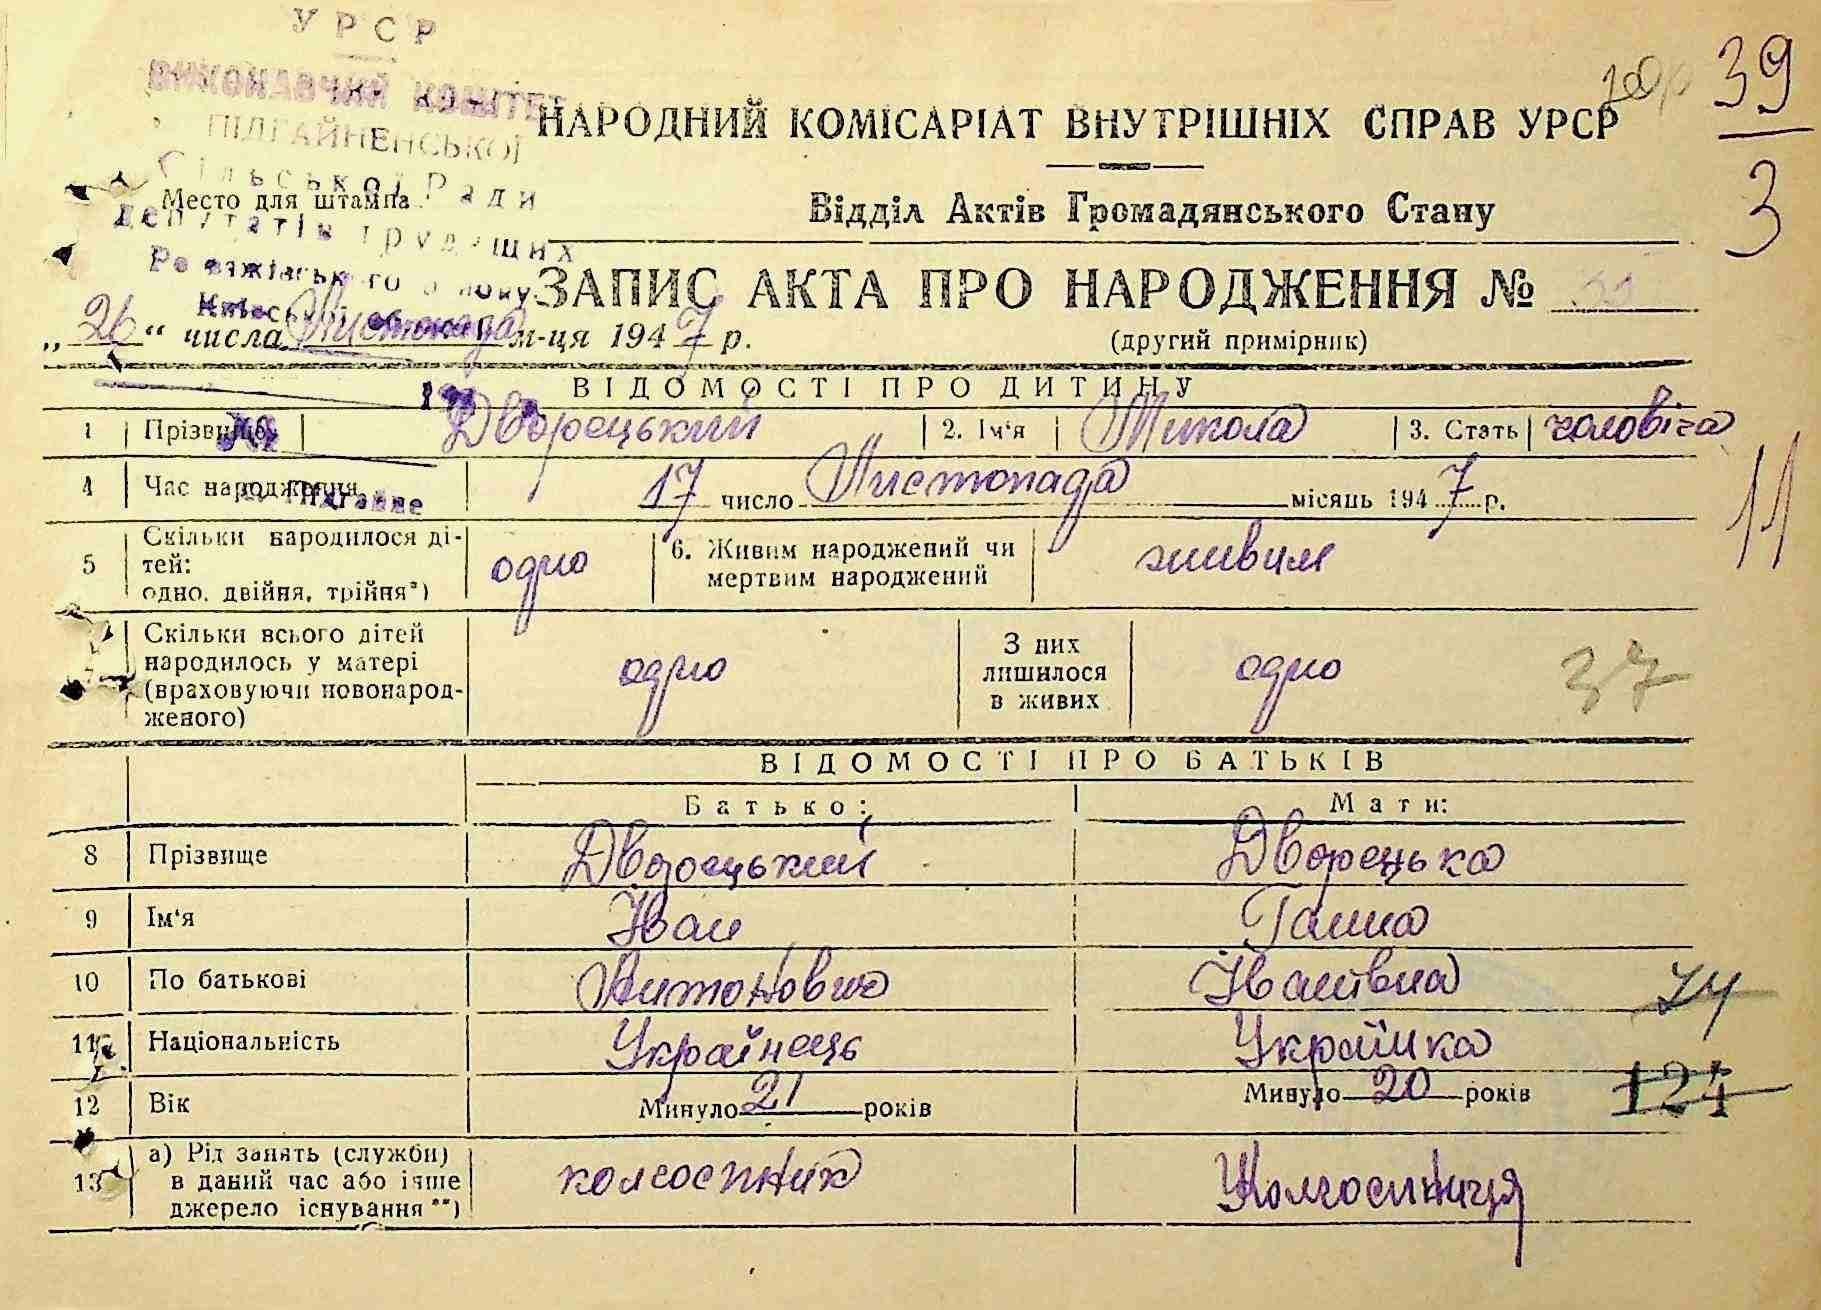 УРСР
ВИКОНАВЧИЙ КОМІТЕТ
ПІДГАЙНЕНСЬКОЇ
Сільської Ради
депутатів трудящих
Київської
39
3
НАРОДНИЙ КОМІСАРІАТ ВНУТРІШНІХ СПРАВ УРСР
Место для штампа
Відділ Актів Громадянського Стану
ЗАПИС АКТА ПРО НАРОДЖЕННЯ №
„26“ числа Листопада м-ця 1947 р.
(другий примірник)
ВІДОМОСТІ ПРО ДИТИНУ
1 Прізвище Дворецький 2. Ім'я Микола 3. Стать чоловіча
4 Час народження 17 число Листопада місяць 1947 р.
11
5 Скільки народилося дітей: одно, двійня, трійня*) одно 6. Живим народжений чи мертвим народжений живим
Скільки всього дітей народилось у матері (враховуючи новонародженого) одно З них лишилося в живих одно
37
ВІДОМОСТІ ПРО БАТЬКІВ
Батько: Мати:
8 Прізвище Дворецький Дворецька
9 Ім'я Іван Ганна
10 По батькові Антонович Іванівна
11 Національність Українець Українка
12 Вік Минуло 21 років Минуло 20 років
124
13 а) Рід занять (служби) в даний час або інше джерело існування **) колгоспник Колгоспниця